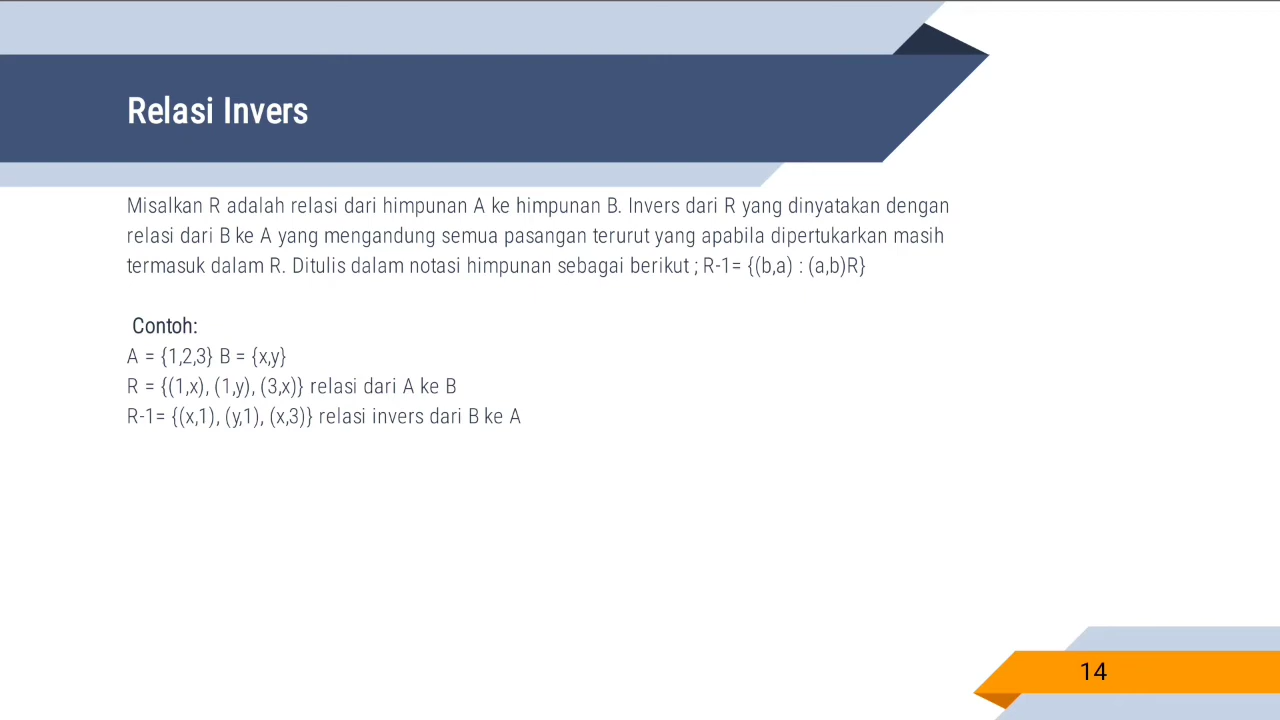 Relasi Invers
Misalkan R adalah relasi dari himpunan A ke himpunan B. Invers dari R yang dinyatakan dengan
relasi dari B ke A yang mengandung semua pasangan terurut yang apabila dipertukarkan masih
termasuk dalam R. Ditulis dalam notasi himpunan sebagai berikut ; R-1= {(b,a) : (a,b)R}
Contoh:
A = {1,2,3} B = {x,y}
R = {(1,x), (1,y), (3,x)} relasi dari A ke B
R-1= {(x,1), (y,1), (x,3)} relasi invers dari B ke A
14